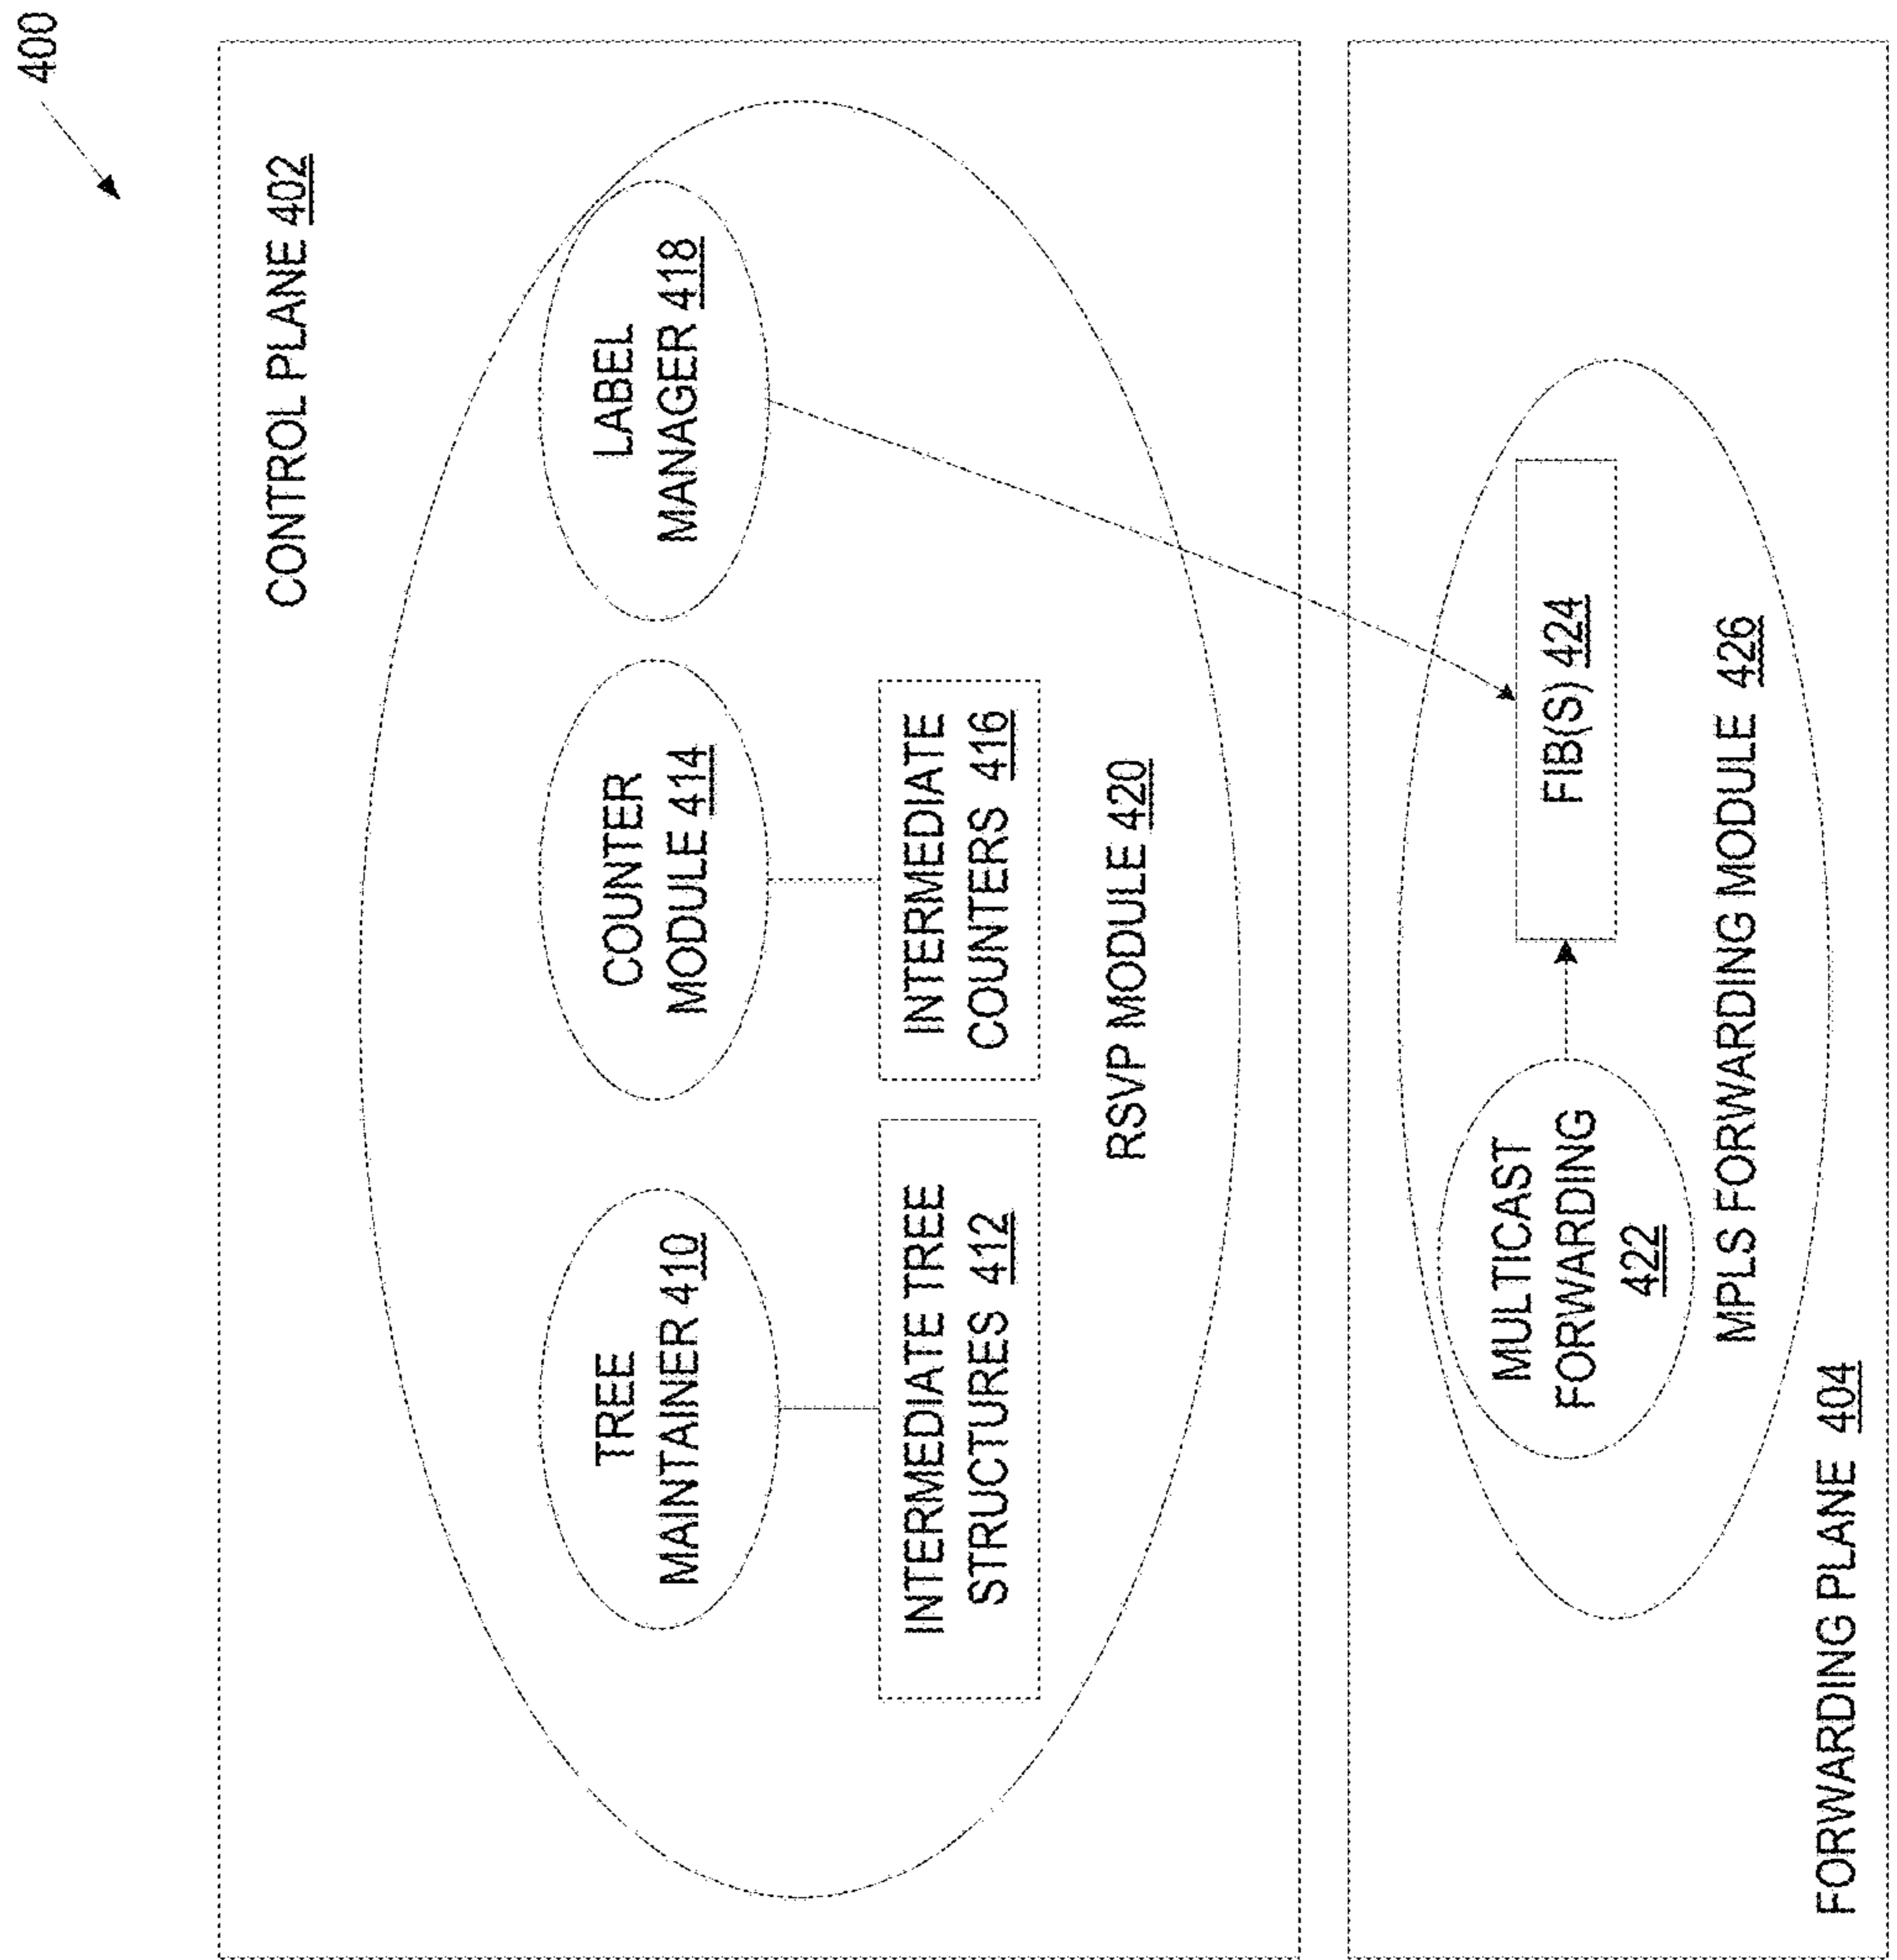 400
CONTROL PLANE 402
TREE
MAINTAINER 410
COUNTER
MODULE 414
LABEL
MANAGER 418
INTERMEDIATE TREE
STRUCTURES 412
INTERMEDIATE
COUNTERS 416
RSVP MODULE 420
MULTICAST
FORWARDING
422
FIB(S) 424
MPLS FORWARDING MODULE 426
FORWARDING PLANE 404